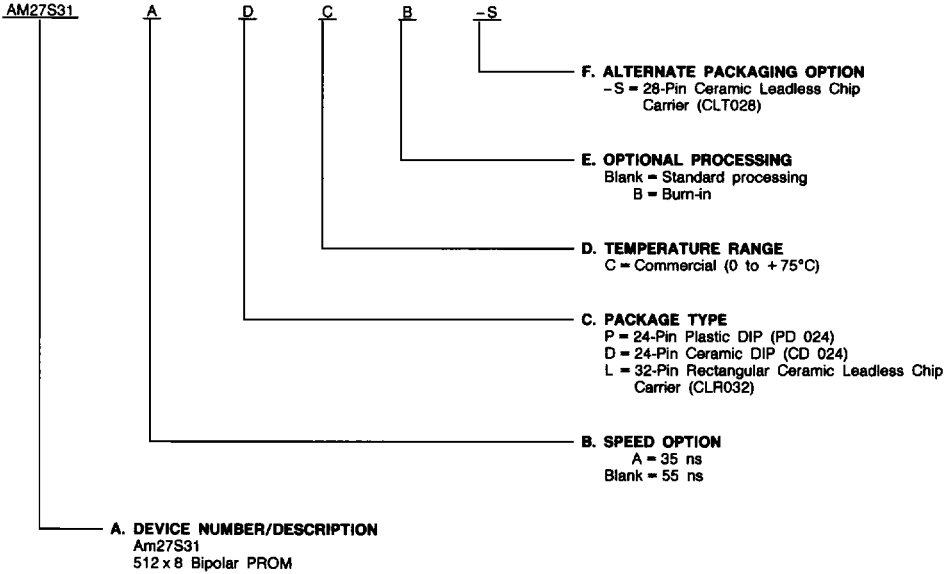 AM27S31 A D C B –S
F. ALTERNATE PACKAGING OPTION
–S = 28-Pin Ceramic Leadless Chip
Carrier (CLT028)
E. OPTIONAL PROCESSING
Blank = Standard processing
B = Burn-in
D. TEMPERATURE RANGE
C = Commercial (0 to +75°C)
C. PACKAGE TYPE
P = 24-Pin Plastic DIP (PD 024)
D = 24-Pin Ceramic DIP (CD 024)
L = 32-Pin Rectangular Ceramic Leadless Chip
Carrier (CLR032)
B. SPEED OPTION
A = 35 ns
Blank = 55 ns
A. DEVICE NUMBER/DESCRIPTION
Am27S31
512 x 8 Bipolar PROM